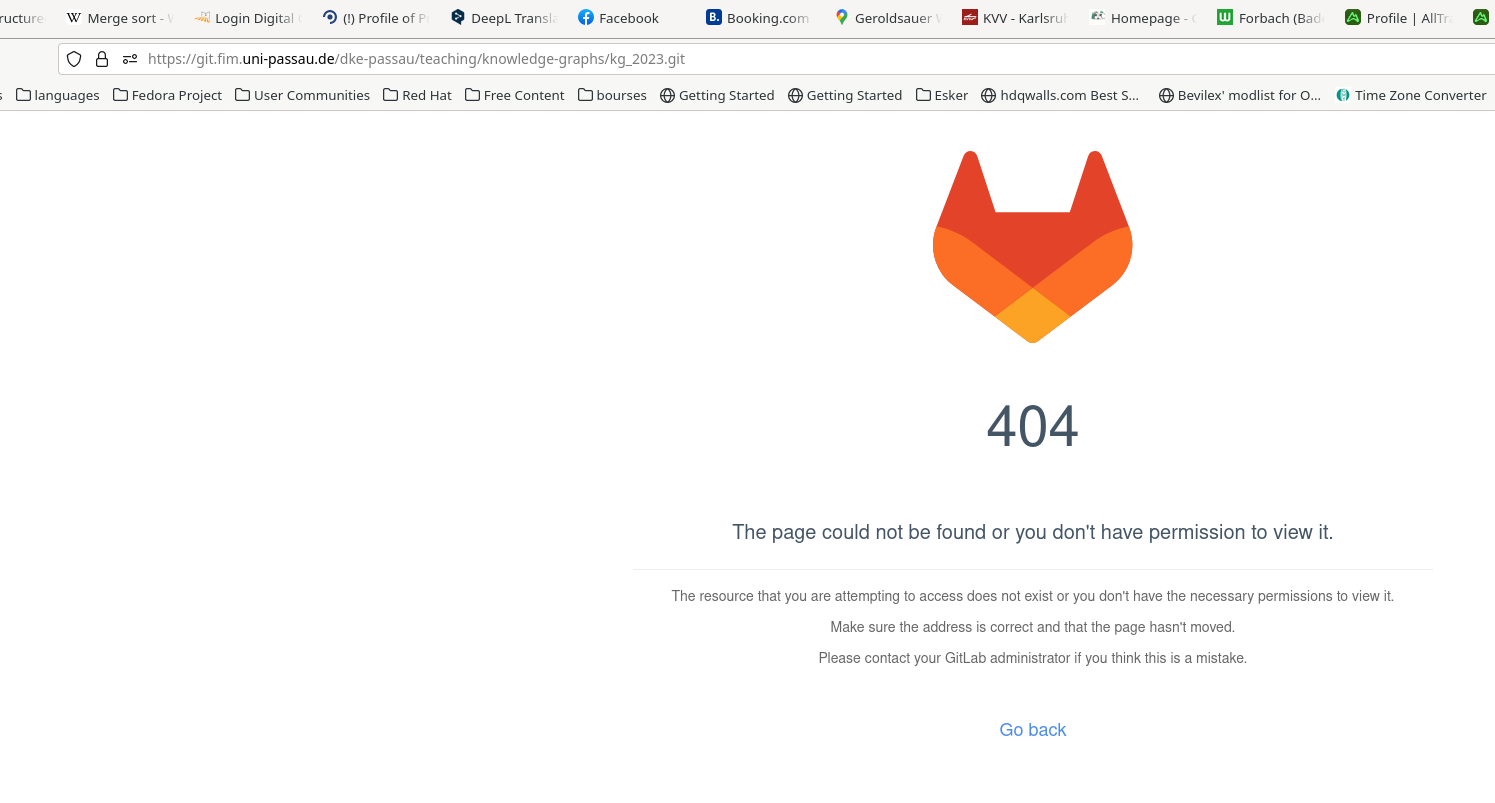 ructure Merge sort - Login Digital (!) Profile of P DeepL Transla Facebook Booking.com Geroldsauer KVV - Karlsru Homepage - Forbach (Bad Profile | AllTr
https://git.fim.uni-passau.de/dke-passau/teaching/knowledge-graphs/kg_2023.git
s languages Fedora Project User Communities Red Hat Free Content bourses Getting Started Getting Started Esker hdqwalls.com Best S... Bevilex' modlist for O... Time Zone Converter
404
The page could not be found or you don't have permission to view it.
The resource that you are attempting to access does not exist or you don't have the necessary permissions to view it.
Make sure the address is correct and that the page hasn't moved.
Please contact your GitLab administrator if you think this is a mistake.
Go back